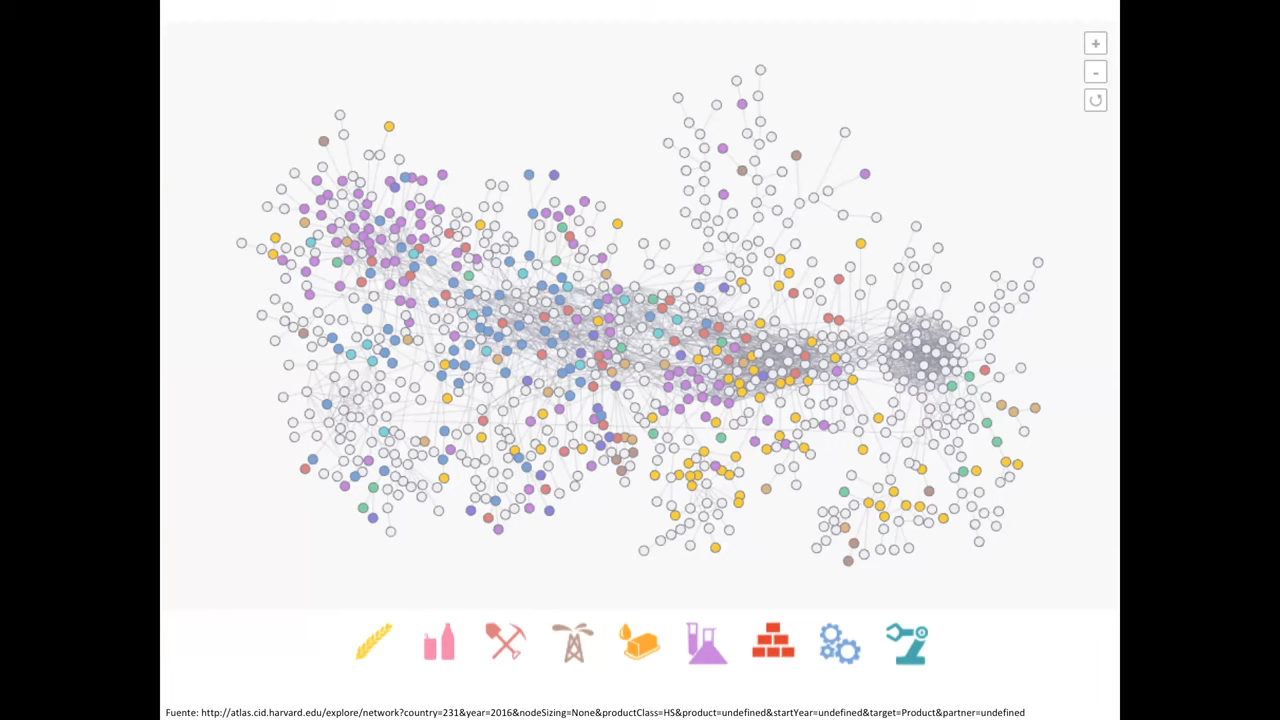 +
-
Fuente: http://atlas.cid.harvard.edu/explore/network?country=231&year=2016&nodeSizing=None&productClass=HS&product=undefined&startYear=undefined&target=Product&partner=undefined